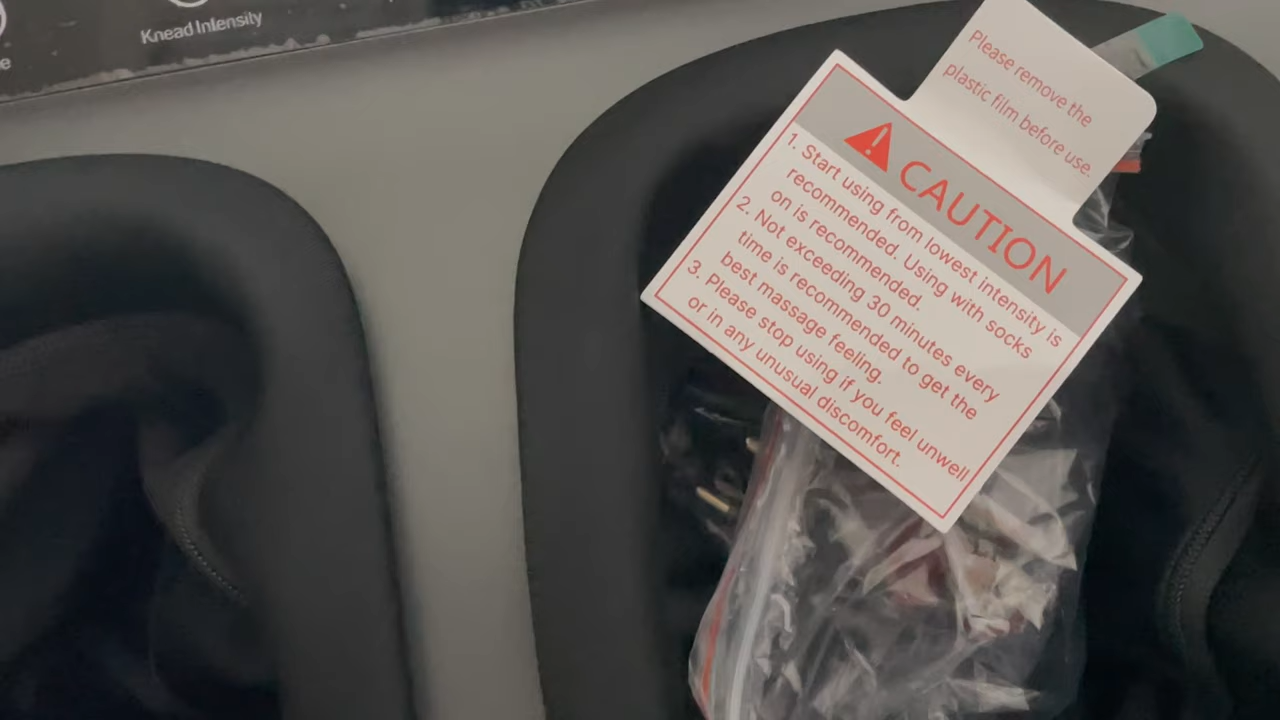 Knead Intensity
Please remove the
plastic film before use.
CAUTION
1. Start using from lowest intensity is
recommended. Using with socks
on is recommended.
2. Not exceeding 30 minutes every
time is recommended to get the
best massage feeling.
3. Please stop using if you feel unwell
or in any unusual discomfort.